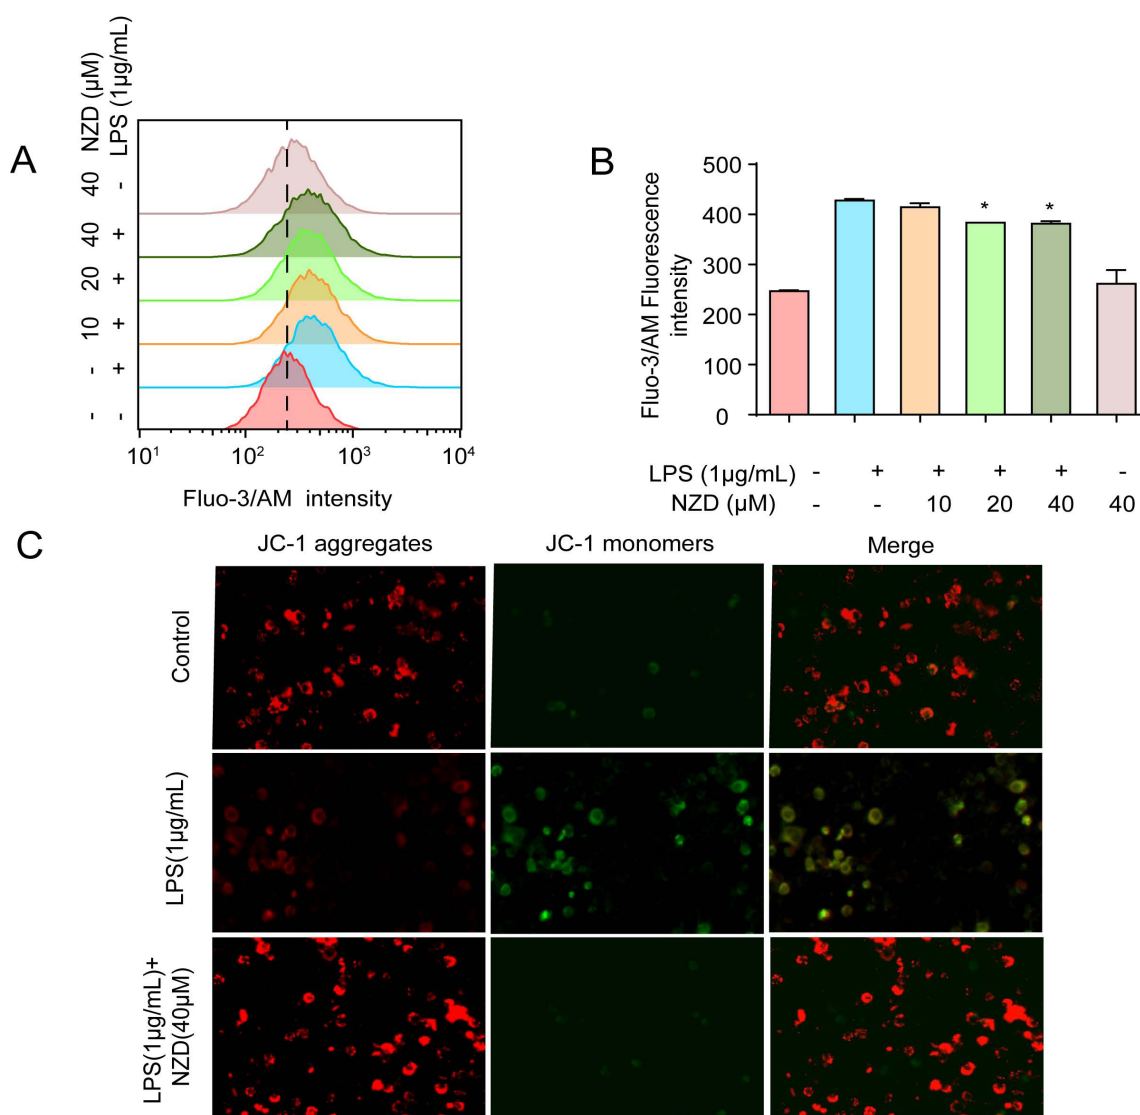 A
NZD (μM)
LPS (1μg/mL)
40 -
40 +
20 +
10 +
- +
- -
10¹ 10² 10³ 10⁴
Fluo-3/AM intensity
B
Fluo-3/AM Fluorescence
intensity
500
400
300
200
100
0
* *
LPS (1μg/mL) - + + + + -
NZD (μM) - - 10 20 40 40
C
JC-1 aggregates JC-1 monomers Merge
Control
LPS(1μg/mL)
LPS(1μg/mL)+
NZD(40μM)